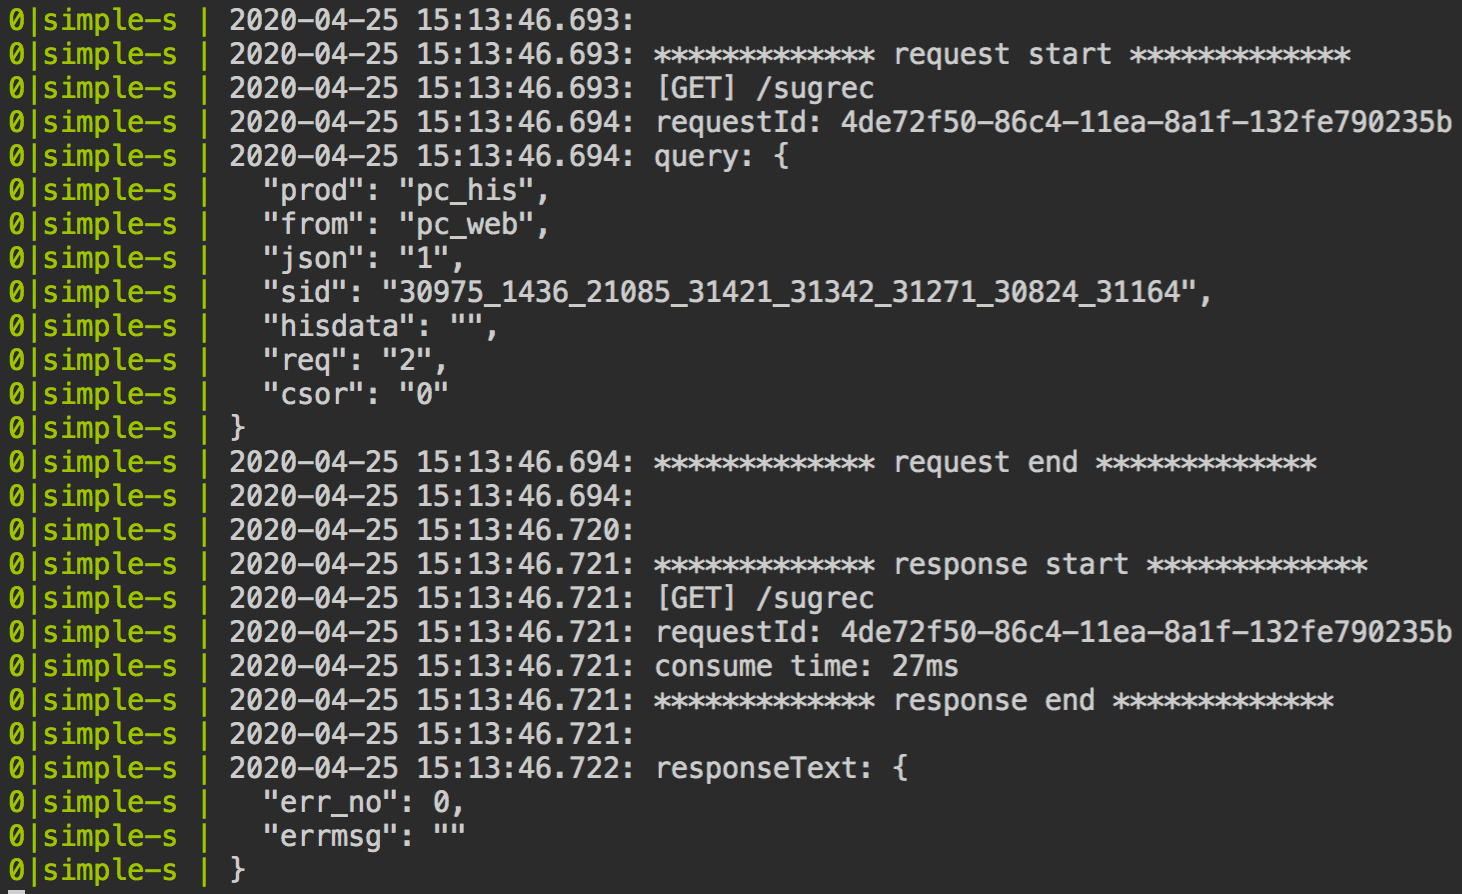 0|simple-s | 2020-04-25 15:13:46.693:
0|simple-s | 2020-04-25 15:13:46.693: ************* request start *************
0|simple-s | 2020-04-25 15:13:46.693: [GET] /sugrec
0|simple-s | 2020-04-25 15:13:46.694: requestId: 4de72f50-86c4-11ea-8a1f-132fe790235b
0|simple-s | 2020-04-25 15:13:46.694: query: {
0|simple-s |   "prod": "pc_his",
0|simple-s |   "from": "pc_web",
0|simple-s |   "json": "1",
0|simple-s |   "sid": "30975_1436_21085_31421_31342_31271_30824_31164",
0|simple-s |   "hisdata": "",
0|simple-s |   "req": "2",
0|simple-s |   "csor": "0"
0|simple-s | }
0|simple-s | 2020-04-25 15:13:46.694: ************* request end *************
0|simple-s | 2020-04-25 15:13:46.694:
0|simple-s | 2020-04-25 15:13:46.720:
0|simple-s | 2020-04-25 15:13:46.721: ************* response start *************
0|simple-s | 2020-04-25 15:13:46.721: [GET] /sugrec
0|simple-s | 2020-04-25 15:13:46.721: requestId: 4de72f50-86c4-11ea-8a1f-132fe790235b
0|simple-s | 2020-04-25 15:13:46.721: consume time: 27ms
0|simple-s | 2020-04-25 15:13:46.721: ************* response end *************
0|simple-s | 2020-04-25 15:13:46.721:
0|simple-s | 2020-04-25 15:13:46.722: responseText: {
0|simple-s |   "err_no": 0,
0|simple-s |   "errmsg": ""
0|simple-s | }